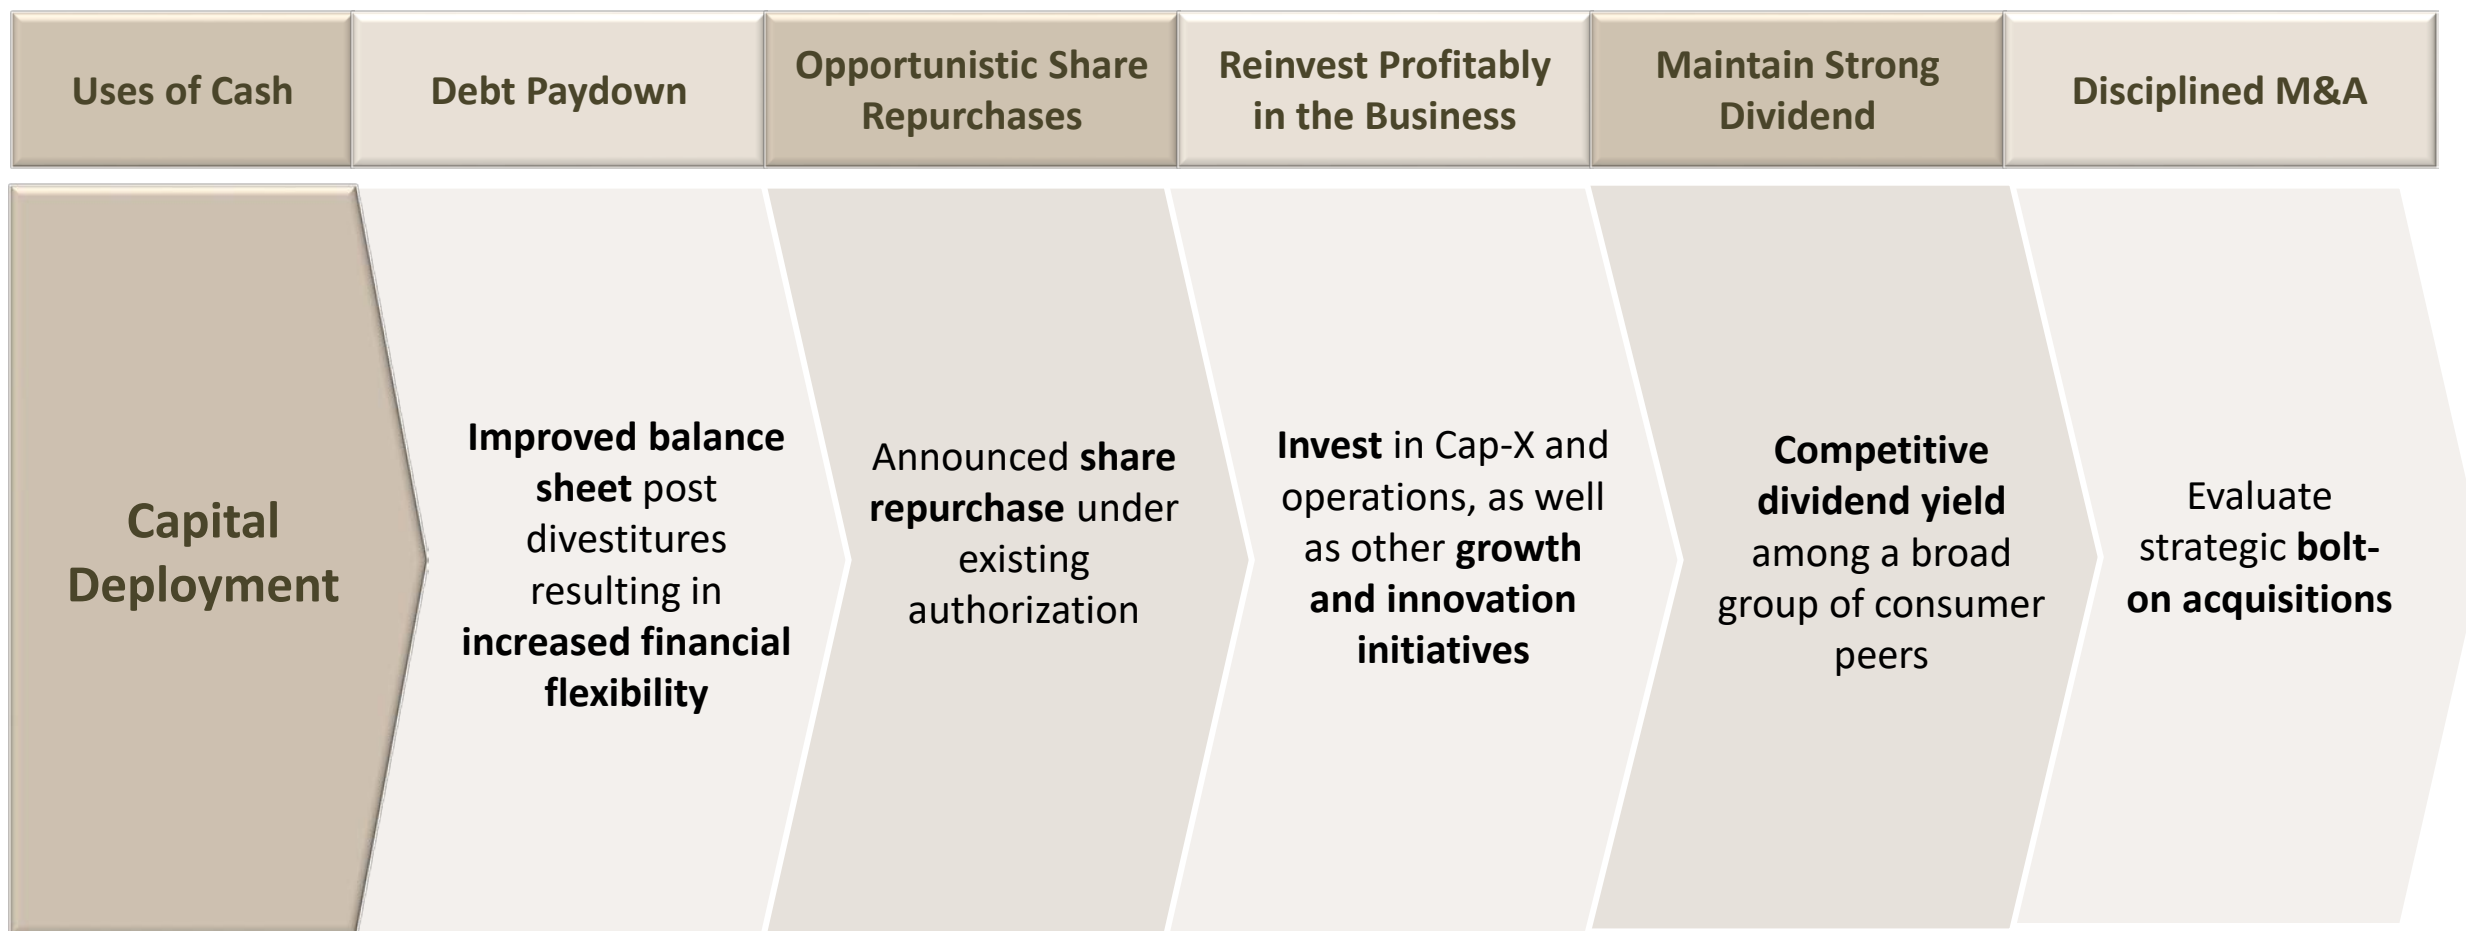 Uses of Cash
Debt Paydown
Opportunistic Share
Repurchases
Reinvest Profitably
in the Business
Maintain Strong
Dividend
Disciplined M&A
Capital
Deployment
Improved balance
sheet post
divestitures
resulting in
increased financial
flexibility
Announced share
repurchase under
existing
authorization
Invest in Cap-X and
operations, as well
as other growth
and innovation
initiatives
Competitive
dividend yield
among a broad
group of consumer
peers
Evaluate
strategic bolt-
on acquisitions